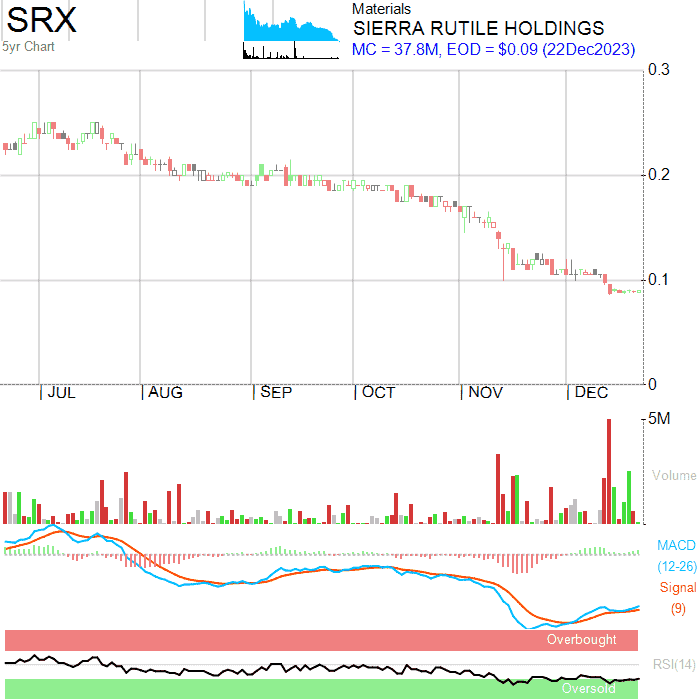 SRX
5yr Chart
Materials
SIERRA RUTILE HOLDINGS
MC = 37.8M, EOD = $0.09 (22Dec2023)
0.3
0.2
0.1
0
JUL AUG SEP OCT NOV DEC
5M
Volume
MACD
(12-26)
Signal
(9)
Overbought
RSI(14)
Oversold